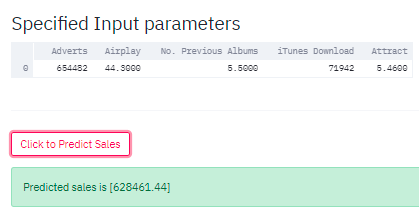 Specified Input parameters
Adverts Airplay No. Previous Albums iTunes Download Attract
0 654482 44.3000 5.5000 71942 5.4600
Click to Predict Sales
Predicted sales is [628461.44]